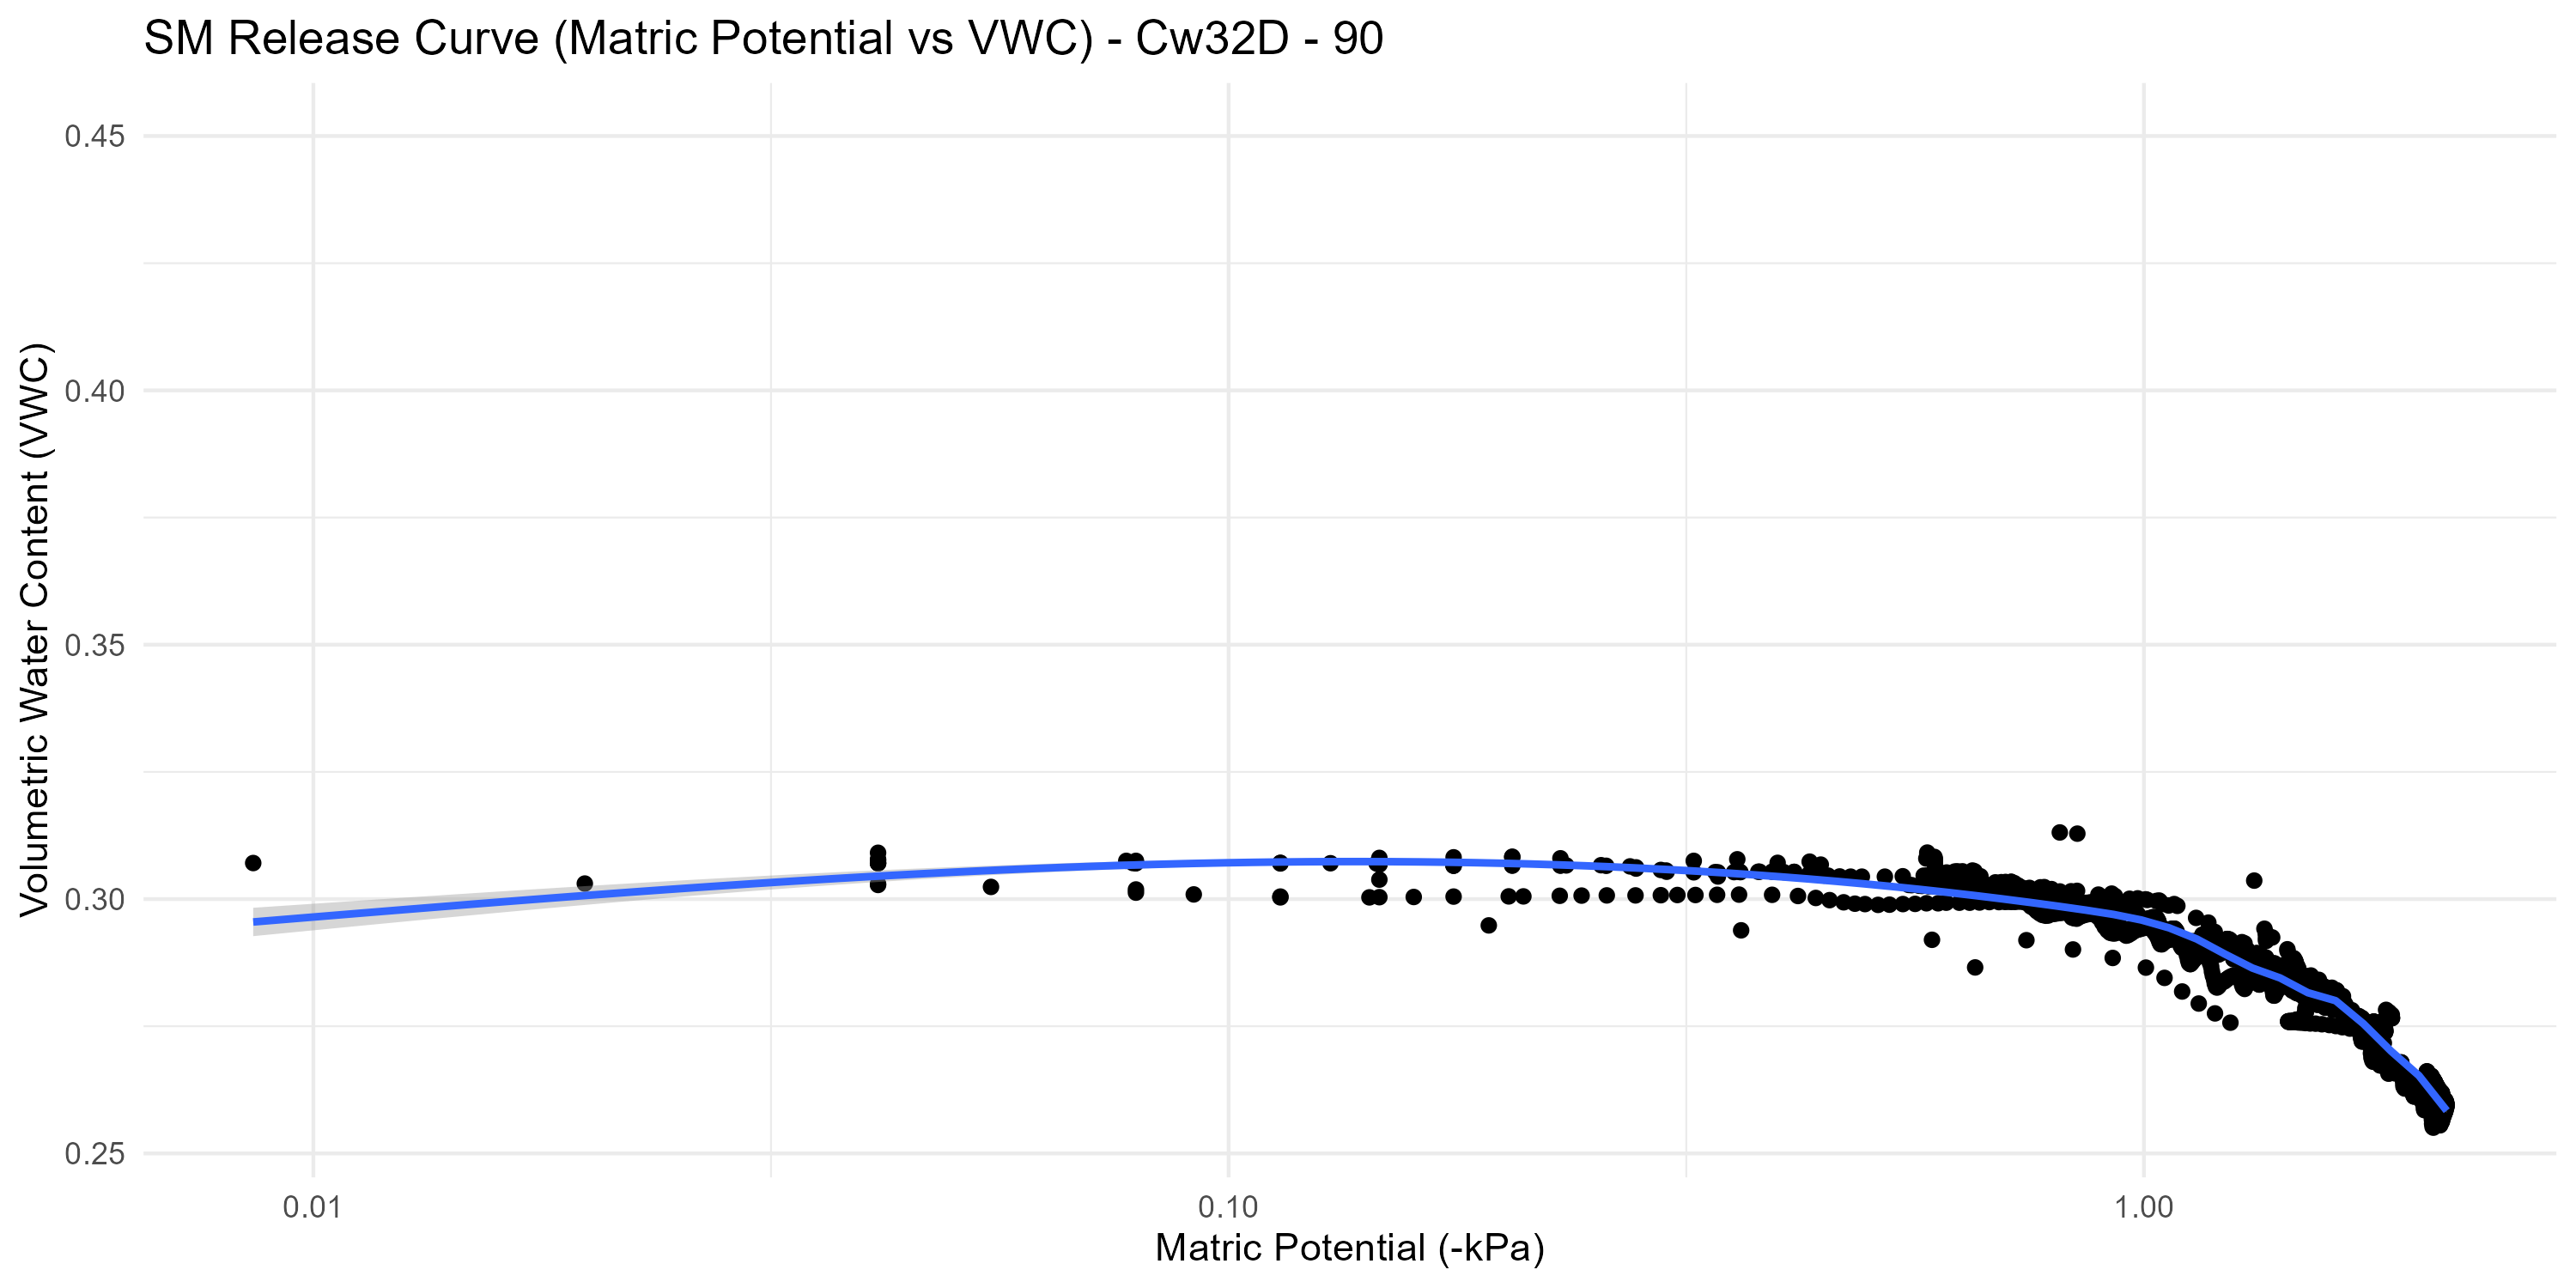 SM Release Curve (Matric Potential vs VWC) - Cw32D - 90
Volumetric Water Content (VWC)
0.45
0.40
0.35
0.30
0.25
0.01
0.10
1.00
Matric Potential (-kPa)